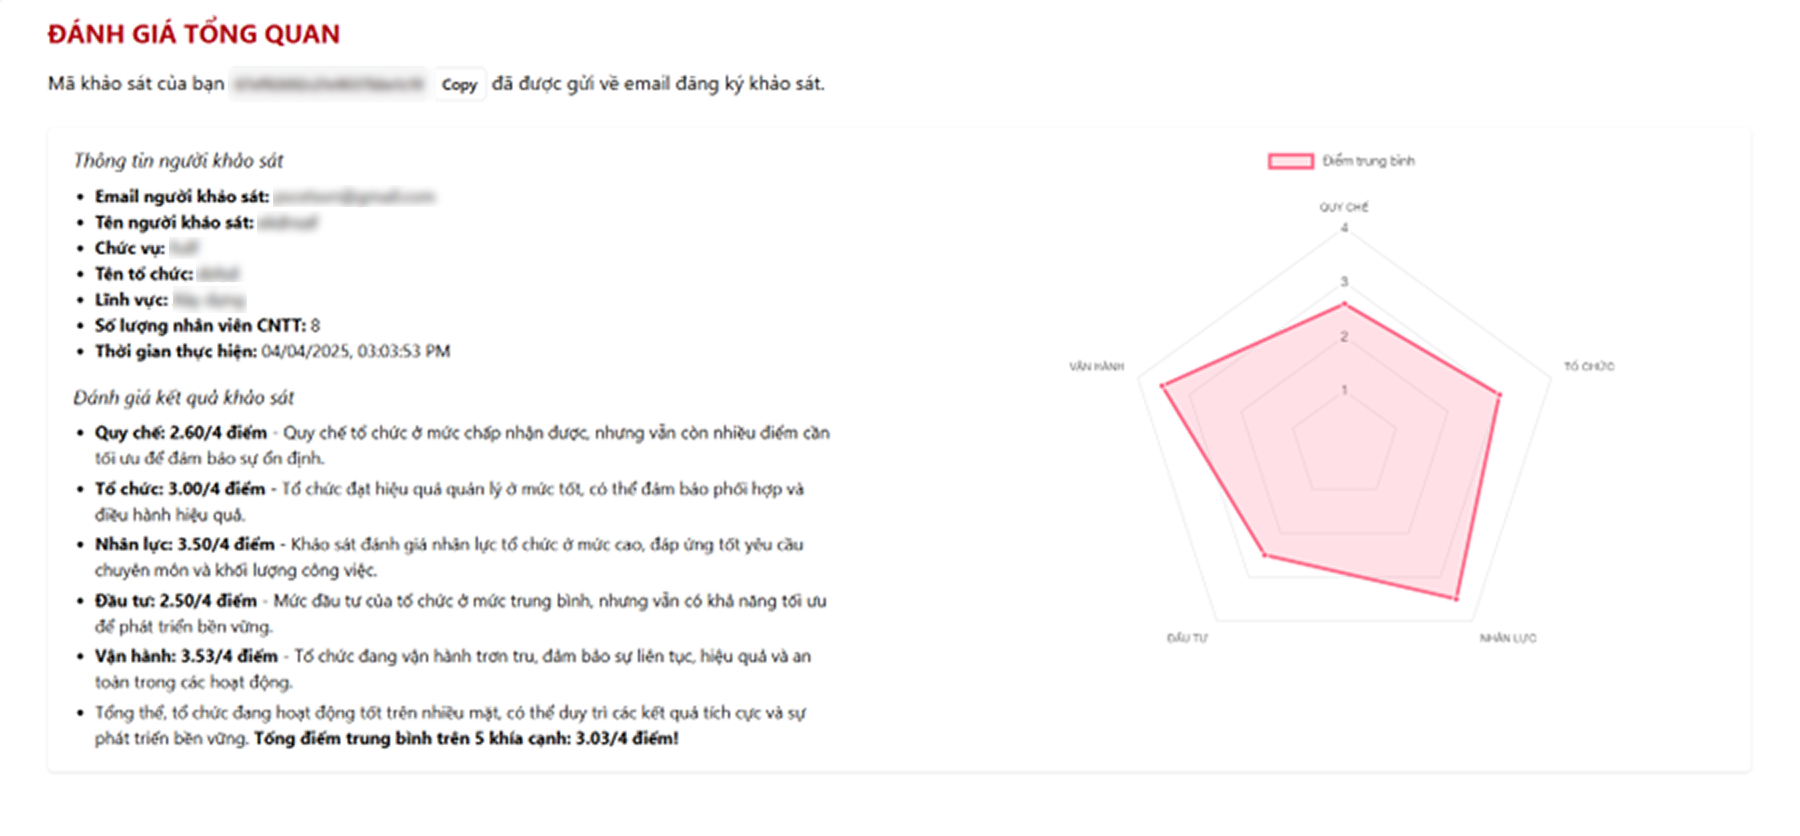 ĐÁNH GIÁ TỔNG QUAN
Mã khảo sát của bạn Copy đã được gửi về email đăng ký khảo sát.
Thông tin người khảo sát
• Email người khảo sát:
• Tên người khảo sát:
• Chức vụ:
• Tên tổ chức:
• Lĩnh vực:
• Số lượng nhân viên CNTT: 8
• Thời gian thực hiện: 04/04/2025, 03:03:53 PM
Đánh giá kết quả khảo sát
• Quy chế: 2.60/4 điểm - Quy chế tổ chức ở mức chấp nhận được, nhưng vẫn còn nhiều điểm cần
tối ưu để đảm bảo sự ổn định.
• Tổ chức: 3.00/4 điểm - Tổ chức đạt hiệu quả quản lý ở mức tốt, có thể đảm bảo phối hợp và
điều hành hiệu quả.
• Nhân lực: 3.50/4 điểm - Khảo sát đánh giá nhân lực tổ chức ở mức cao, đáp ứng tốt yêu cầu
chuyên môn và khối lượng công việc.
• Đầu tư: 2.50/4 điểm - Mức đầu tư của tổ chức ở mức trung bình, nhưng vẫn có khả năng tối ưu
để phát triển bền vững.
• Vận hành: 3.53/4 điểm - Tổ chức đang vận hành trơn tru, đảm bảo sự liên tục, hiệu quả và an
toàn trong các hoạt động.
• Tổng thể, tổ chức đang hoạt động tốt trên nhiều mặt, có thể duy trì các kết quả tích cực và sự
phát triển bền vững. Tổng điểm trung bình trên 5 khía cạnh: 3.03/4 điểm!
Điểm trung bình
QUY CHẾ
4
3
2
1
VẬN HÀNH
TỔ CHỨC
ĐẦU TƯ
NHÂN LỰC